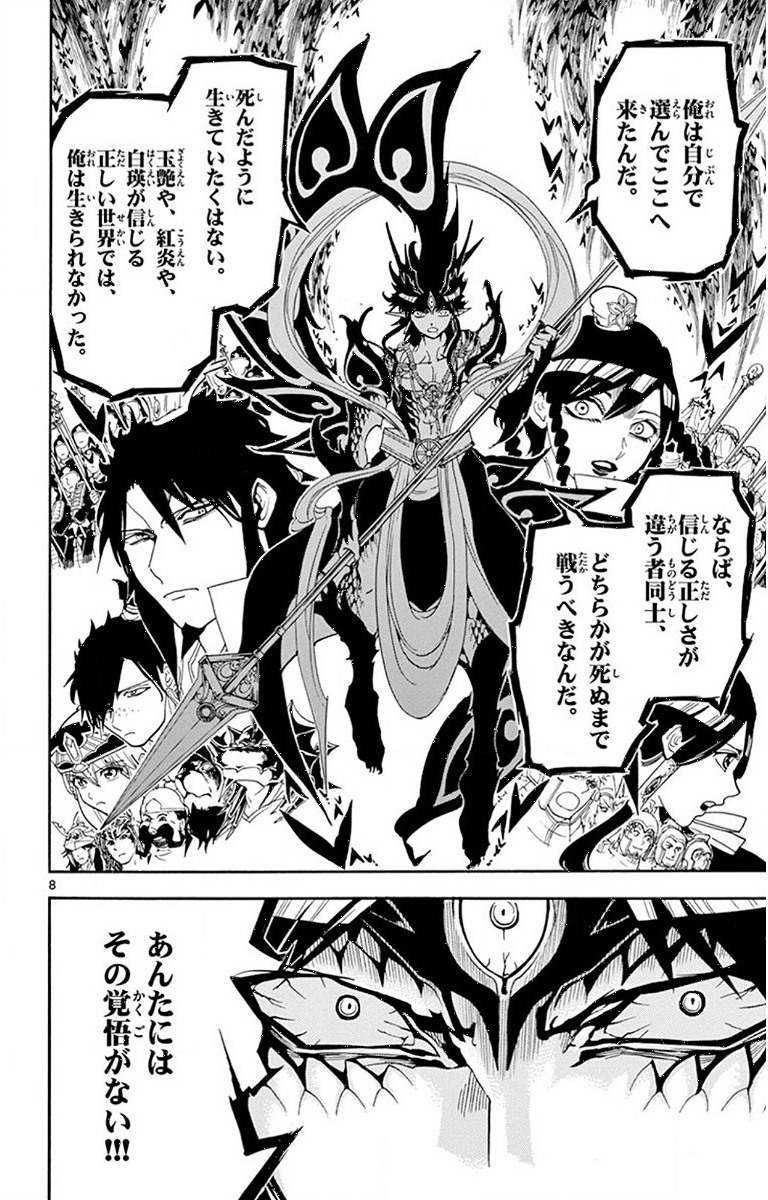 俺は自分で
選んでここへ
来たんだ。
死んだように
生きていたくはない。
玉艶や、紅炎や、
白瑛が信じる
正しい世界では、
俺は生きられなかった。
ならば、
信じる正しさが
違う者同士、
どちらかが死ぬまで
戦うべきなんだ。
8
あんたには
その覚悟がない!!!